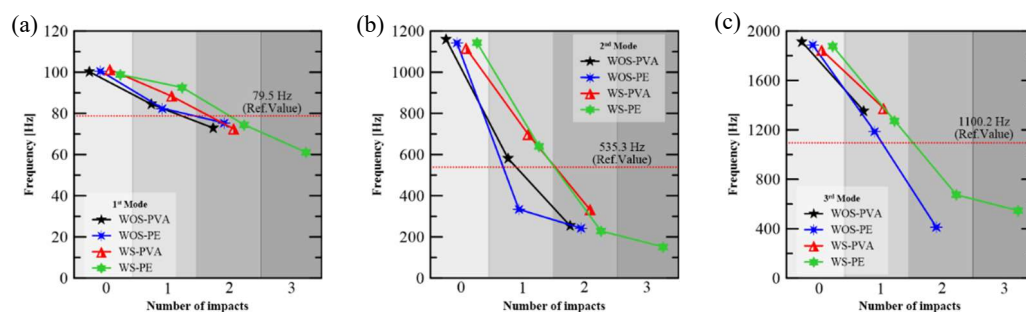 (a)
120
100
80
60
40
20
0
Frequency [Hz]
79.5 Hz
(Ref.Value)
1st Mode
WOS-PVA
WOS-PE
WS-PVA
WS-PE
0 1 2 3
Number of impacts
(b)
1200
1000
800
600
400
200
0
Frequency [Hz]
2nd Mode
WOS-PVA
WOS-PE
WS-PVA
WS-PE
535.3 Hz
(Ref.Value)
0 1 2 3
Number of impacts
(c)
2000
1600
1200
800
400
0
Frequency [Hz]
1100.2 Hz
(Ref.Value)
3rd Mode
WOS-PVA
WOS-PE
WS-PVA
WS-PE
0 1 2 3
Number of impacts